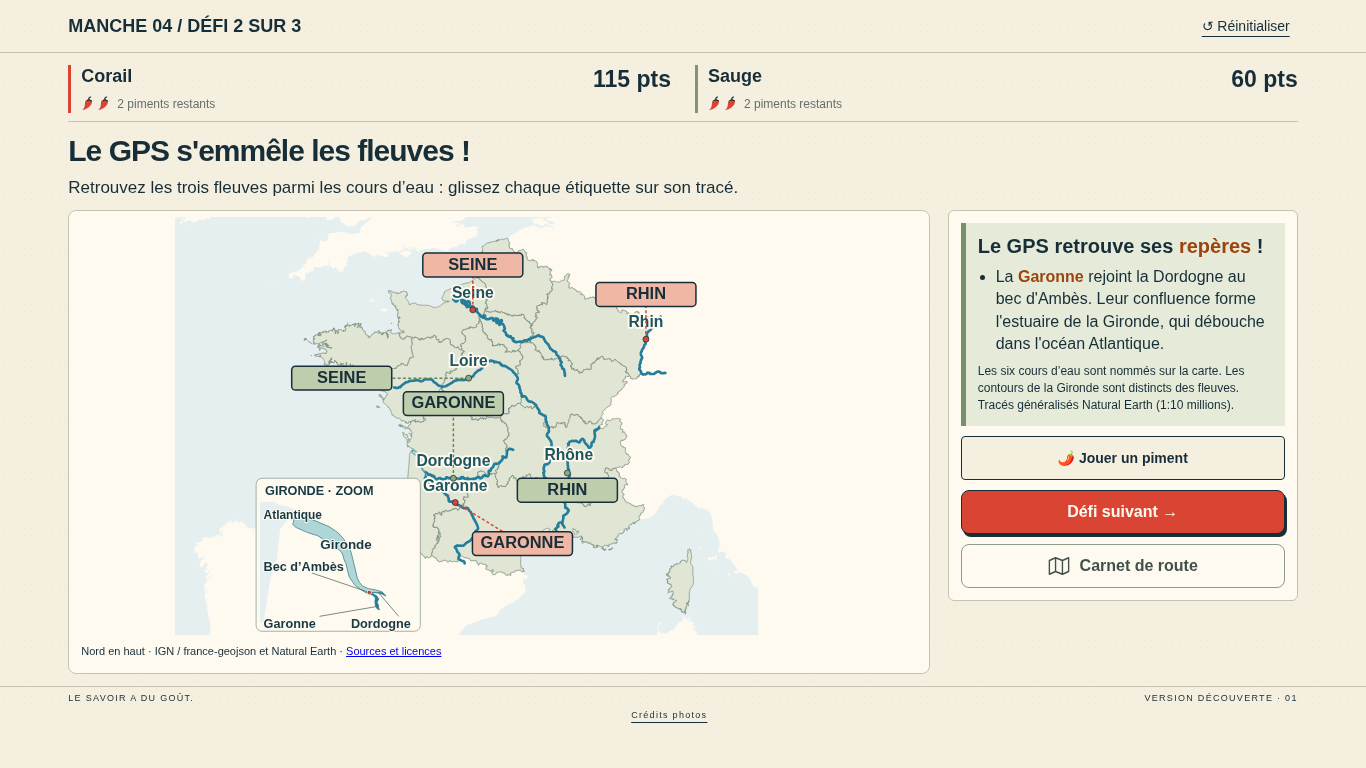 MANCHE 04 / DÉFI 2 SUR 3
↺ Réinitialiser
Corail
115 pts
2 piments restants
Sauge
60 pts
2 piments restants
Le GPS s'emmêle les fleuves !
Retrouvez les trois fleuves parmi les cours d’eau : glissez chaque étiquette sur son tracé.
SEINE
Seine
RHIN
Rhin
Loire
SEINE
GARONNE
Dordogne
Rhône
Garonne
RHIN
GARONNE
GIRONDE · ZOOM
Atlantique
Gironde
Bec d’Ambès
Garonne
Dordogne
Nord en haut · IGN / france-geojson et Natural Earth · Sources et licences
Le GPS retrouve ses repères !
• La Garonne rejoint la Dordogne au
bec d'Ambès. Leur confluence forme
l'estuaire de la Gironde, qui débouche
dans l'océan Atlantique.
Les six cours d’eau sont nommés sur la carte. Les
contours de la Gironde sont distincts des fleuves.
Tracés généralisés Natural Earth (1:10 millions).
🌶️ Jouer un piment
Défi suivant →
Carnet de route
LE SAVOIR A DU GOÛT.
VERSION DÉCOUVERTE · 01
Crédits photos